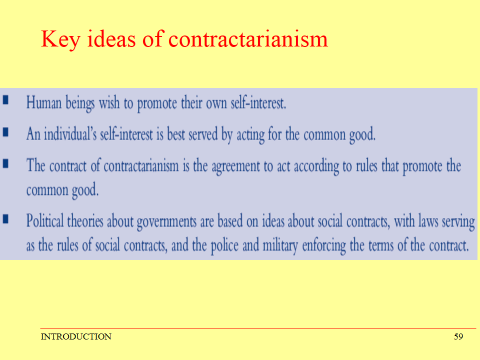 Key ideas of contractarianism
Human beings wish to promote their own self-interest.
An individual's self-interest is best served by acting for the common good.
The contract of contractarianism is the agreement to act according to rules that promote the
common good.
Political theories about governments are based on ideas about social contracts, with laws serving
as the rules of social contracts, and the police and military enforcing the terms of the contract.
INTRODUCTION
59